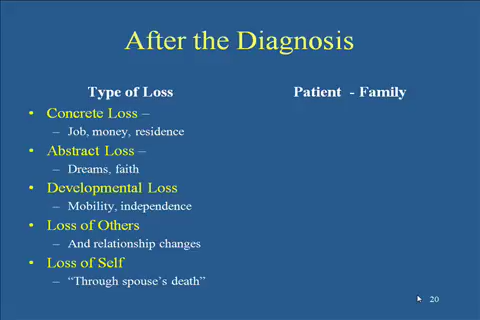 After the Diagnosis
Type of Loss
Patient - Family
• Concrete Loss –
– Job, money, residence
• Abstract Loss –
– Dreams, faith
• Developmental Loss
– Mobility, independence
• Loss of Others
– And relationship changes
• Loss of Self
– “Through spouse’s death”
20